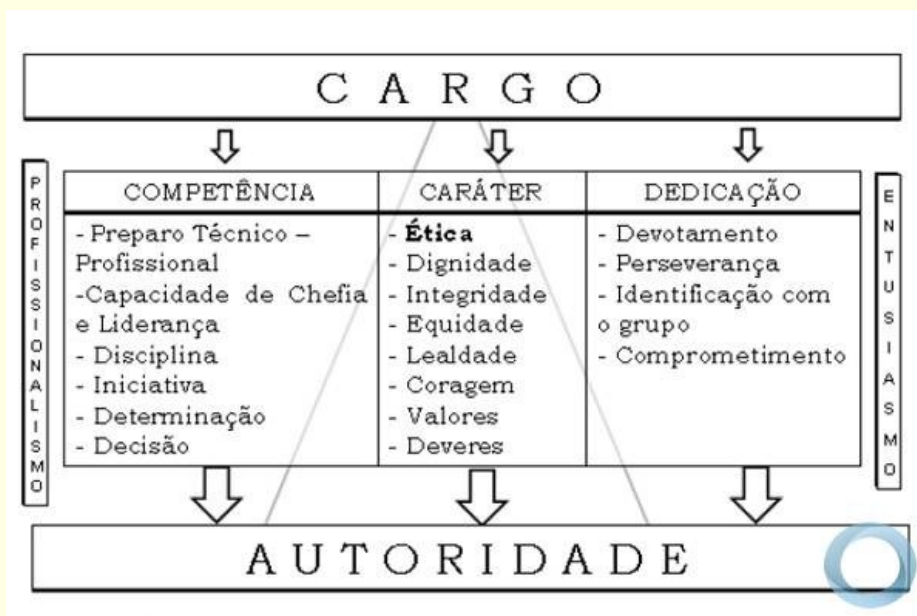 CARGO
PROFISSIONALISMO
COMPETÊNCIA
- Preparo Técnico –
Profissional
-Capacidade de Chefia
e Liderança
- Disciplina
- Iniciativa
- Determinação
- Decisão
CARÁTER
- Ética
- Dignidade
- Integridade
- Equidade
- Lealdade
- Coragem
- Valores
- Deveres
DEDICAÇÃO
- Devotamento
- Perseverança
- Identificação com
o grupo
- Comprometimento
ENTUSIASMO
AUTORIDADE